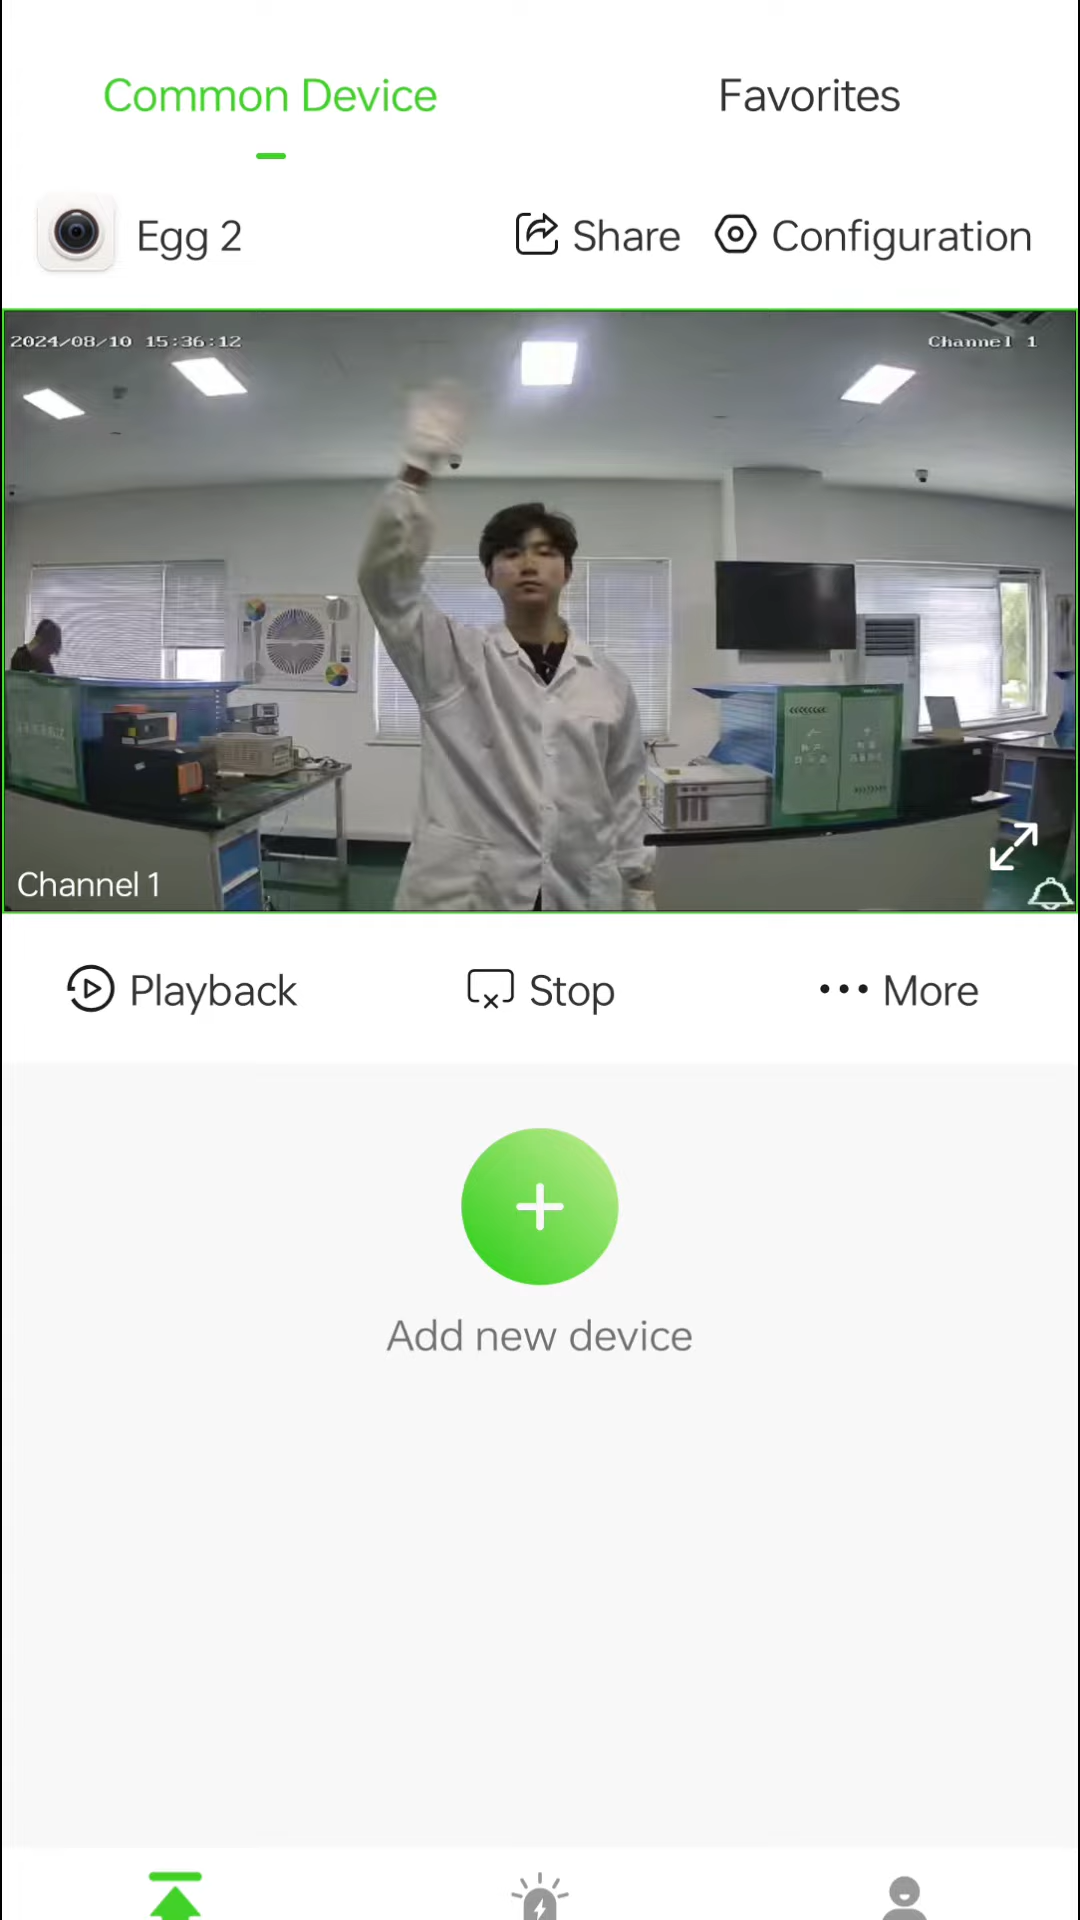 Common Device
Favorites
Egg 2
Share
Configuration
2024/08/10 15:36:12
Channel 1
Channel 1
Playback
Stop
More
Add new device